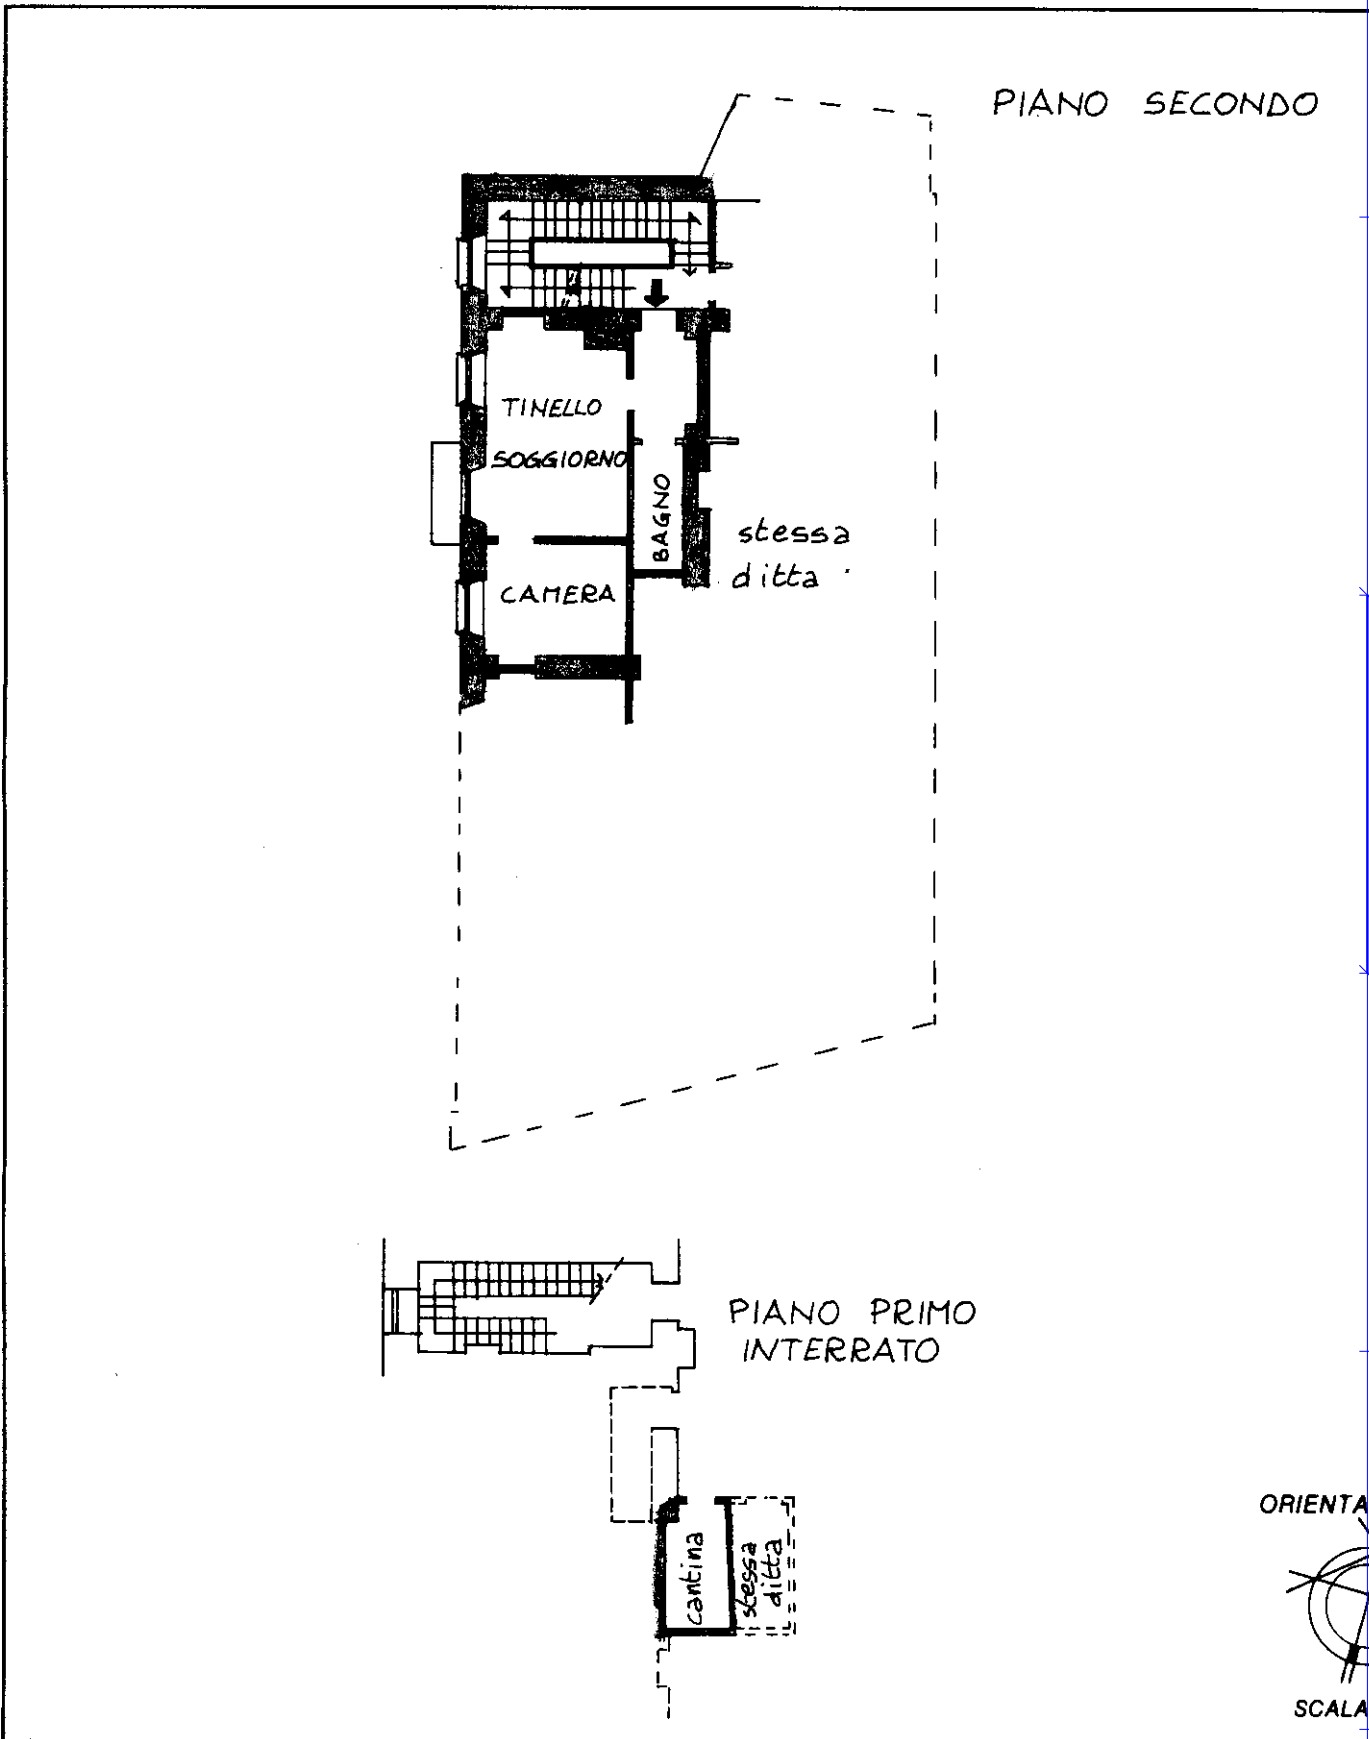 PIANO SECONDO
TINELLO
SOGGIORNO
BAGNO
stessa
ditta
CAMERA
PIANO PRIMO
INTERRATO
cantina
stessa
ditta
ORIENTA
SCALA